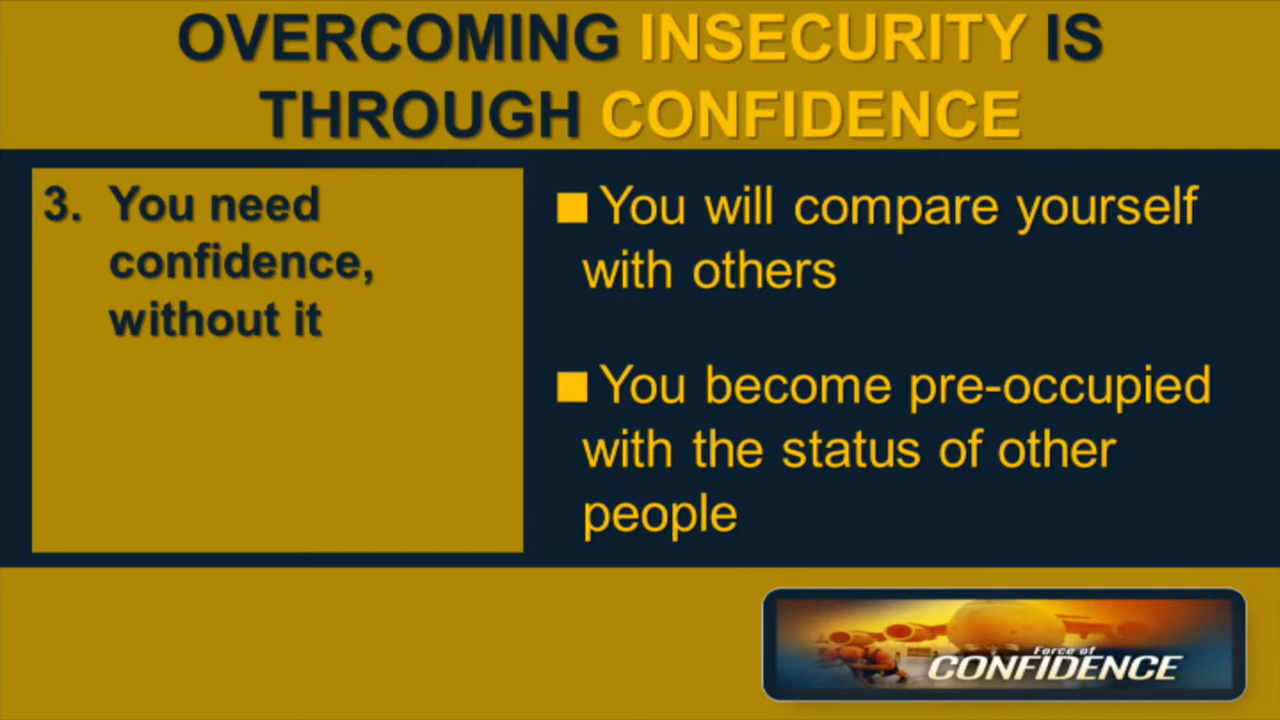 OVERCOMING INSECURITY IS
THROUGH CONFIDENCE
3. You need
confidence,
without it
■ You will compare yourself
with others
■ You become pre-occupied
with the status of other
people
Force of
CONFIDENCE